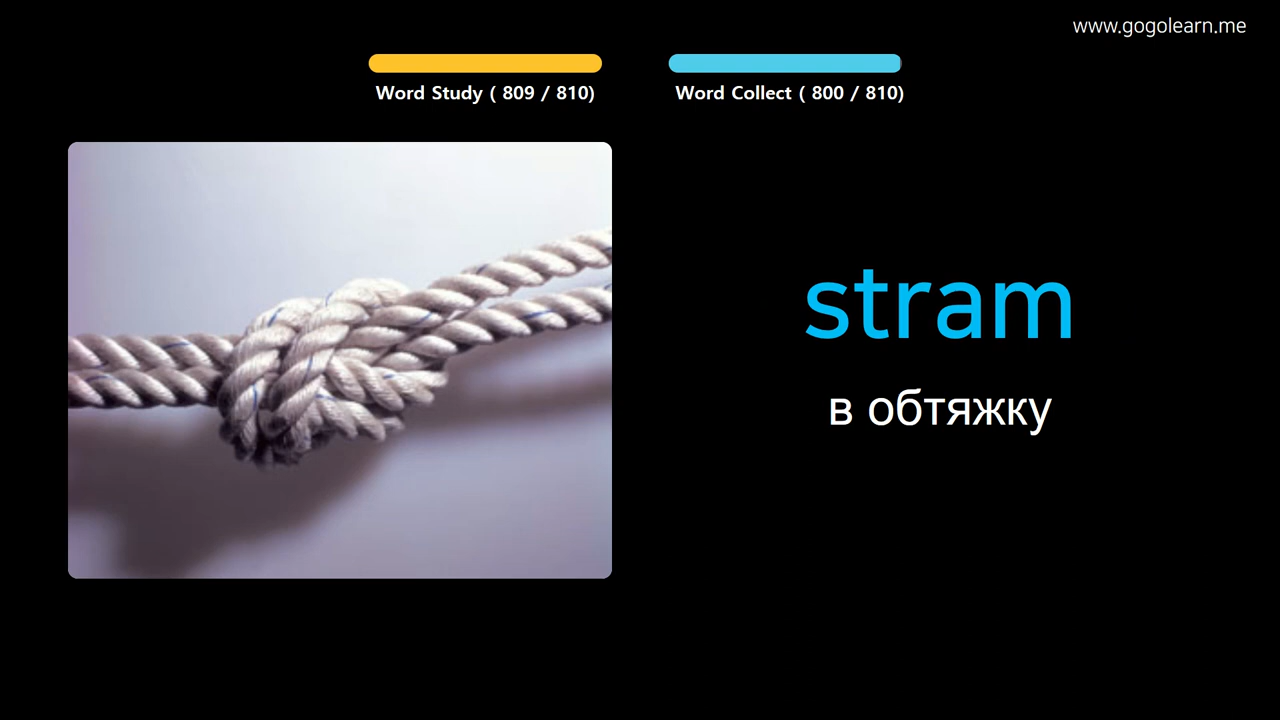 www.gogolearn.me
Word Study ( 809 / 810)
Word Collect ( 800 / 810)
stram
в обтяжку